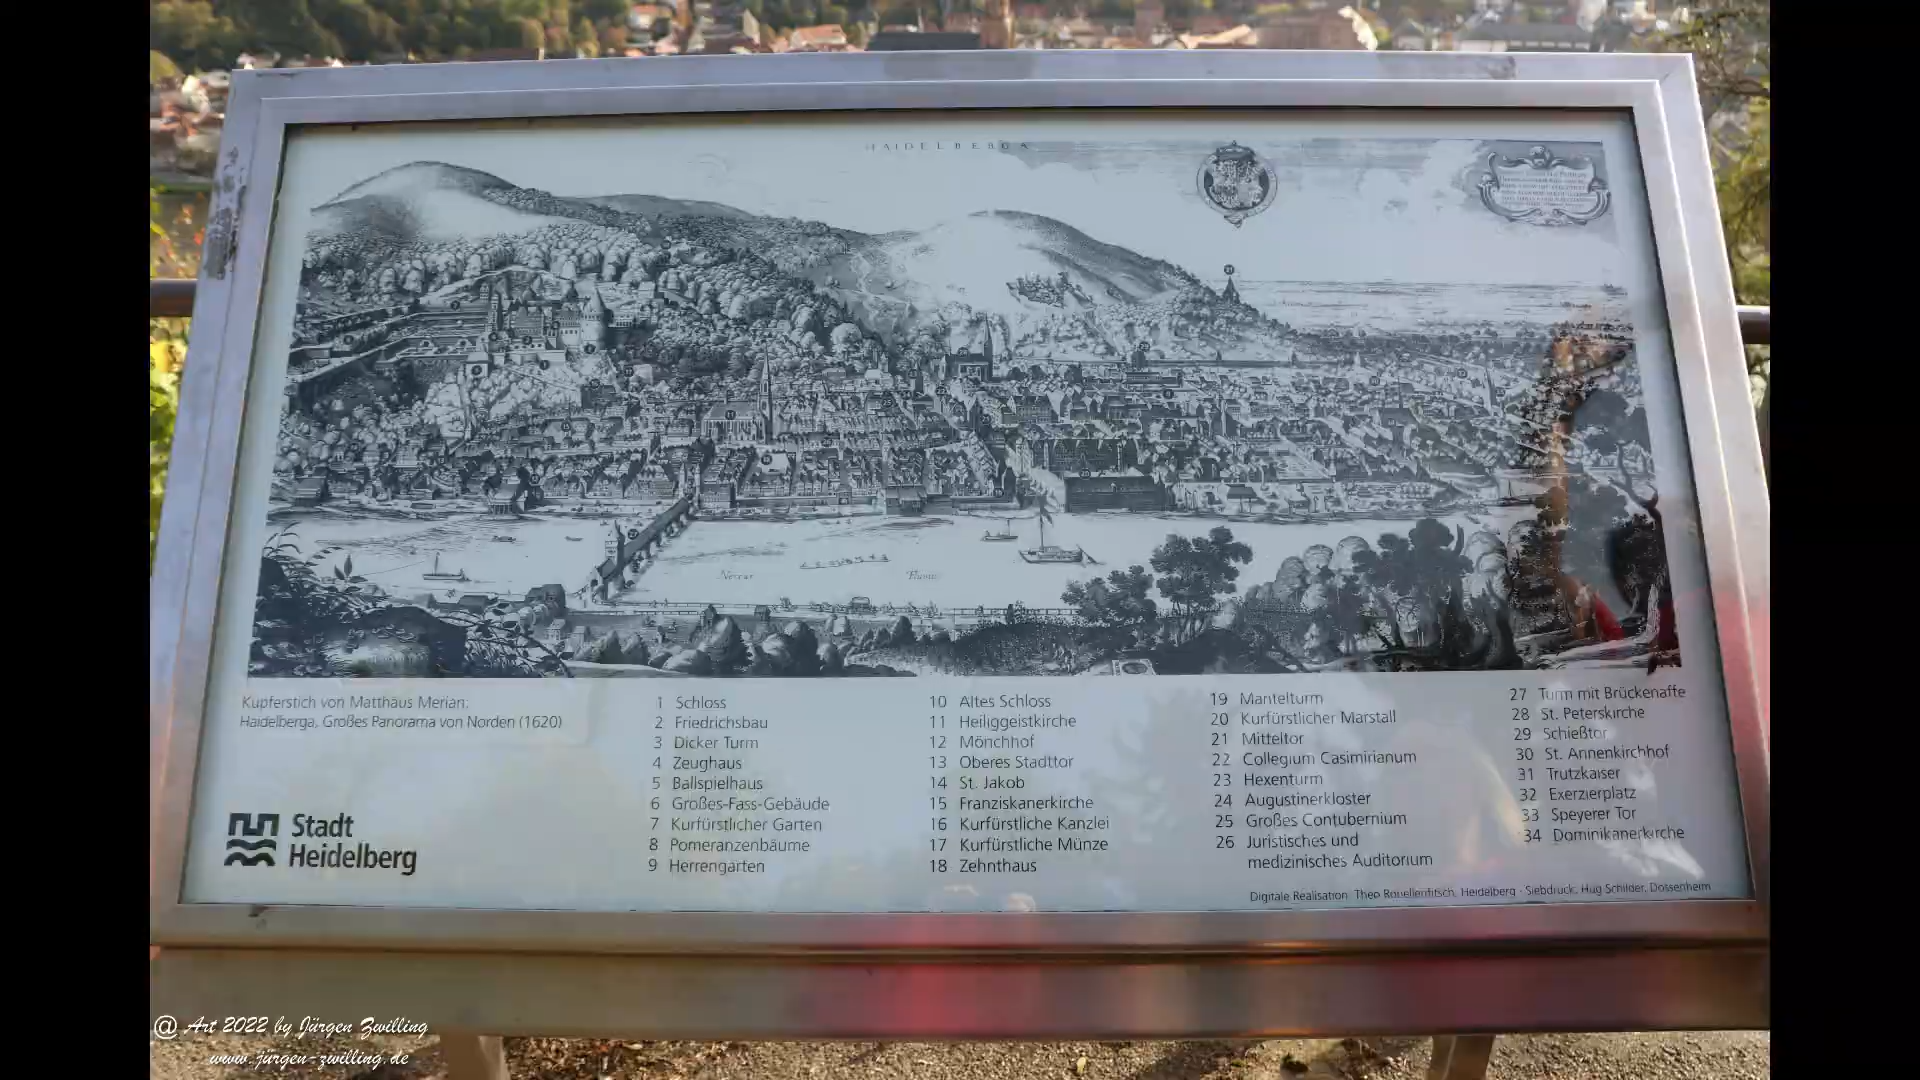 HAIDELBERGA
Neccar Fluvius
Kupferstich von Matthäus Merian:
Haidelberga, Großes Panorama von Norden (1620)
Stadt
Heidelberg
1 Schloss
2 Friedrichsbau
3 Dicker Turm
4 Zeughaus
5 Ballspielhaus
6 Großes-Fass-Gebäude
7 Kurfürstlicher Garten
8 Pomeranzenbäume
9 Herrengarten
10 Altes Schloss
11 Heiliggeistkirche
12 Mönchhof
13 Oberes Stadttor
14 St. Jakob
15 Franziskanerkirche
16 Kurfürstliche Kanzlei
17 Kurfürstliche Münze
18 Zehnthaus
19 Mantelturm
20 Kurfürstlicher Marstall
21 Mitteltor
22 Collegium Casimirianum
23 Hexenturm
24 Augustinerkloster
25 Großes Contubernium
26 Juristisches und
medizinisches Auditorium
27 Turm mit Brückenaffe
28 St. Peterskirche
29 Schießtor
30 St. Annenkirchhof
31 Trutzkaiser
32 Exerzierplatz
33 Speyerer Tor
34 Dominikanerkirche
Digitale Realisation: Theo Rouellenfitsch, Heidelberg · Siebdruck: Hug Schilder, Dossenheim
@ Art 2022 by Jürgen Zwilling
www.jürgen-zwilling.de